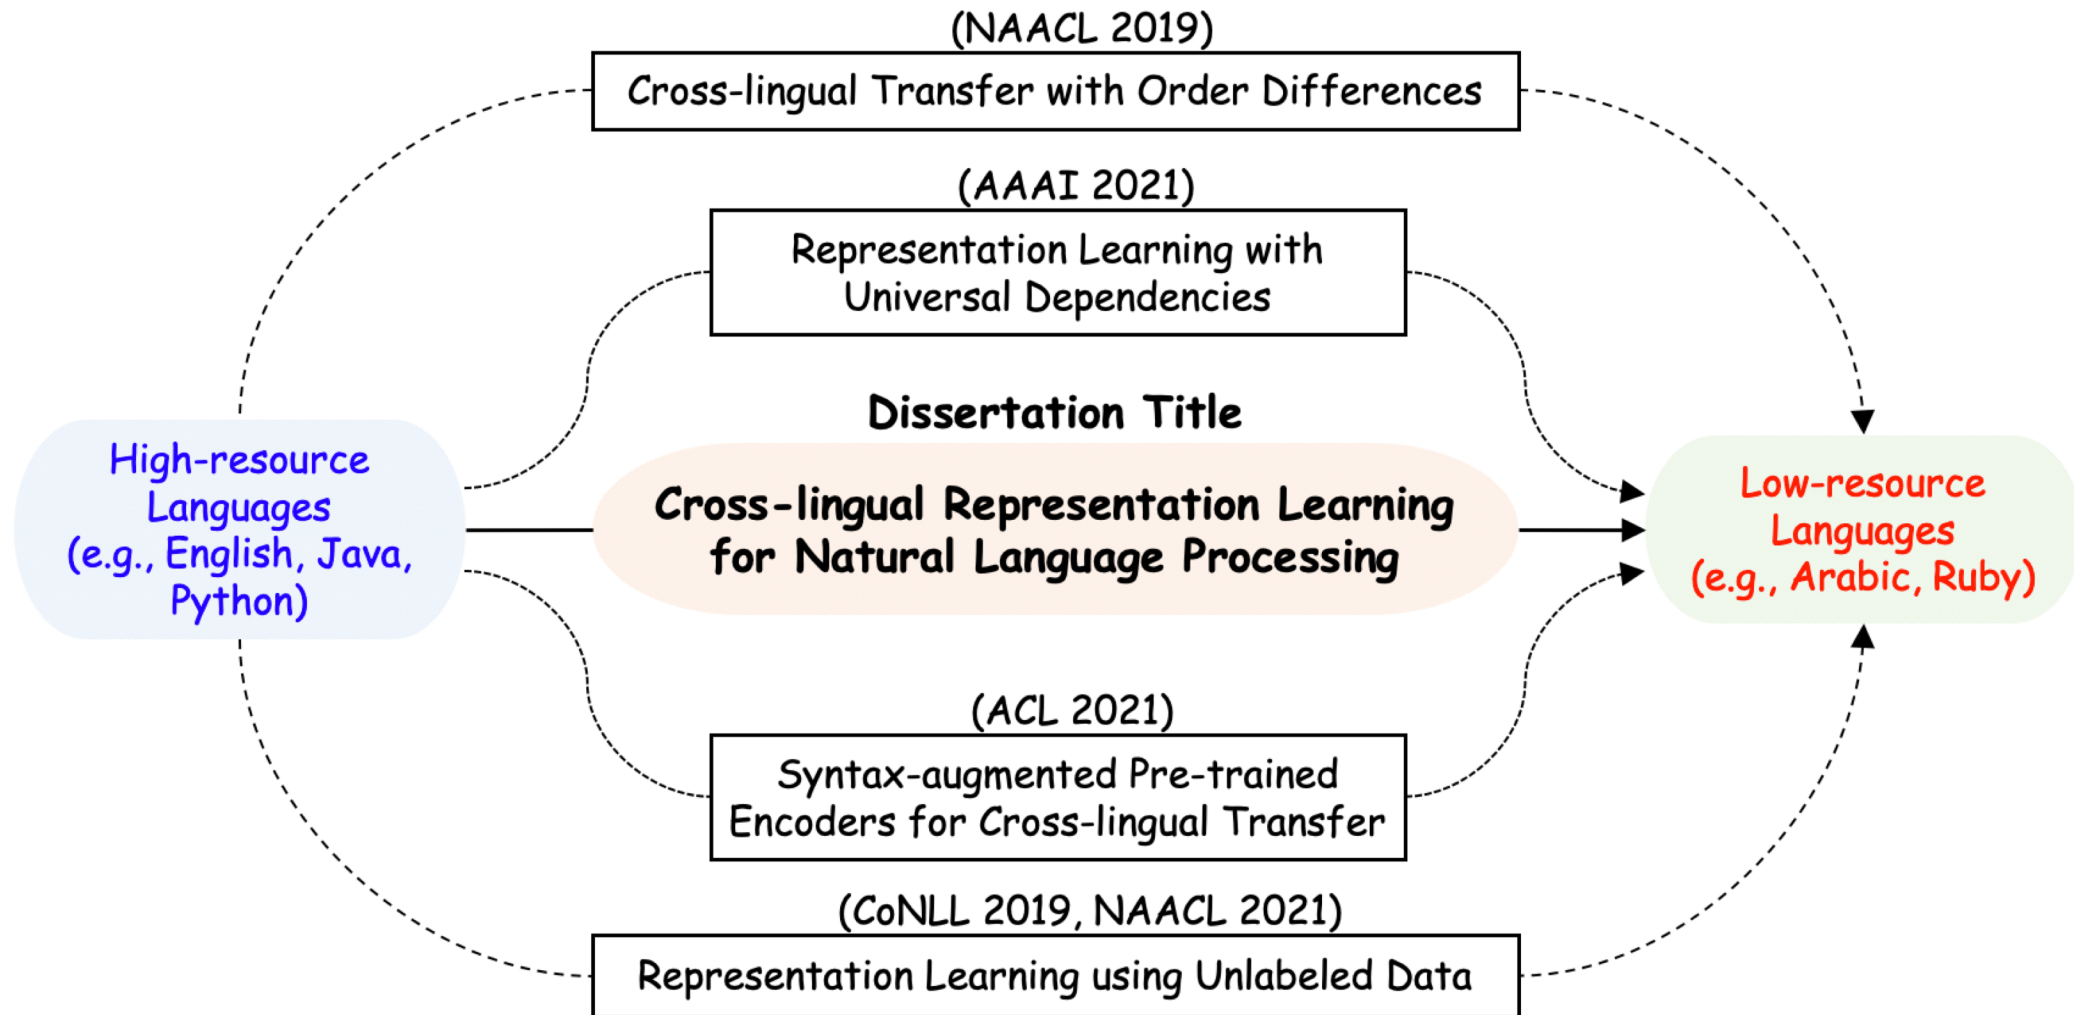 (NAACL 2019)
Cross-lingual Transfer with Order Differences
(AAAI 2021)
Representation Learning with
Universal Dependencies
Dissertation Title
High-resource
Languages
(e.g., English, Java,
Python)
Cross-lingual Representation Learning
for Natural Language Processing
Low-resource
Languages
(e.g., Arabic, Ruby)
(ACL 2021)
Syntax-augmented Pre-trained
Encoders for Cross-lingual Transfer
(CoNLL 2019, NAACL 2021)
Representation Learning using Unlabeled Data